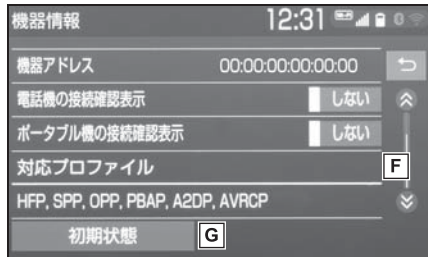 機器情報 12:31 0
機器アドレス 00:00:00:00:00:00
電話機の接続確認表示 しない
ポータブル機の接続確認表示 しない
対応プロファイル
F
HFP, SPP, OPP, PBAP, A2DP, AVRCP
初期状態 G